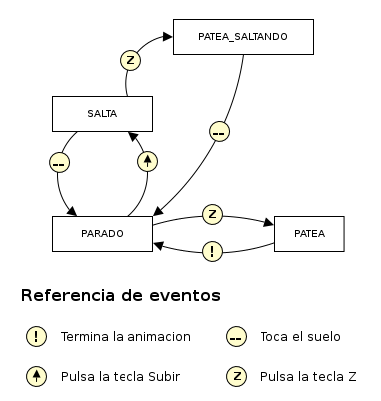 PATEA_SALTANDO
Z
SALTA
--
--
Z
PARADO
PATEA
!
Referencia de eventos
! Termina la animacion -- Toca el suelo
Pulsa la tecla Subir Z Pulsa la tecla Z